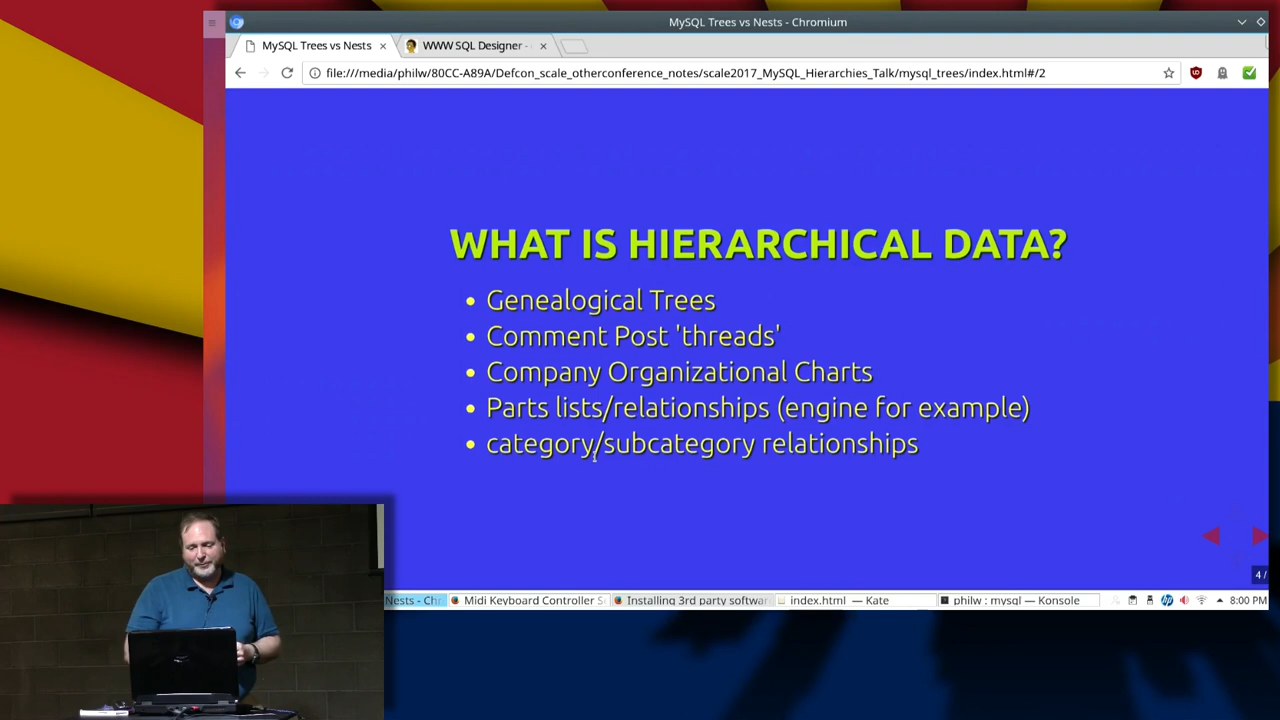 MySQL Trees vs Nests - Chromium
MySQL Trees vs Nests
WWW SQL Designer -
file:///media/philw/80CC-A89A/Defcon_scale_otherconference_notes/scale2017_MySQL_Hierarchies_Talk/mysql_trees/index.html#/2
WHAT IS HIERARCHICAL DATA?
• Genealogical Trees
• Comment Post 'threads'
• Company Organizational Charts
• Parts lists/relationships (engine for example)
• category/subcategory relationships
4/
Nests - Chr
Midi Keyboard Controller S
Installing 3rd party softwa
index.html — Kate
philw : mysql — Konsole
8:00 PM